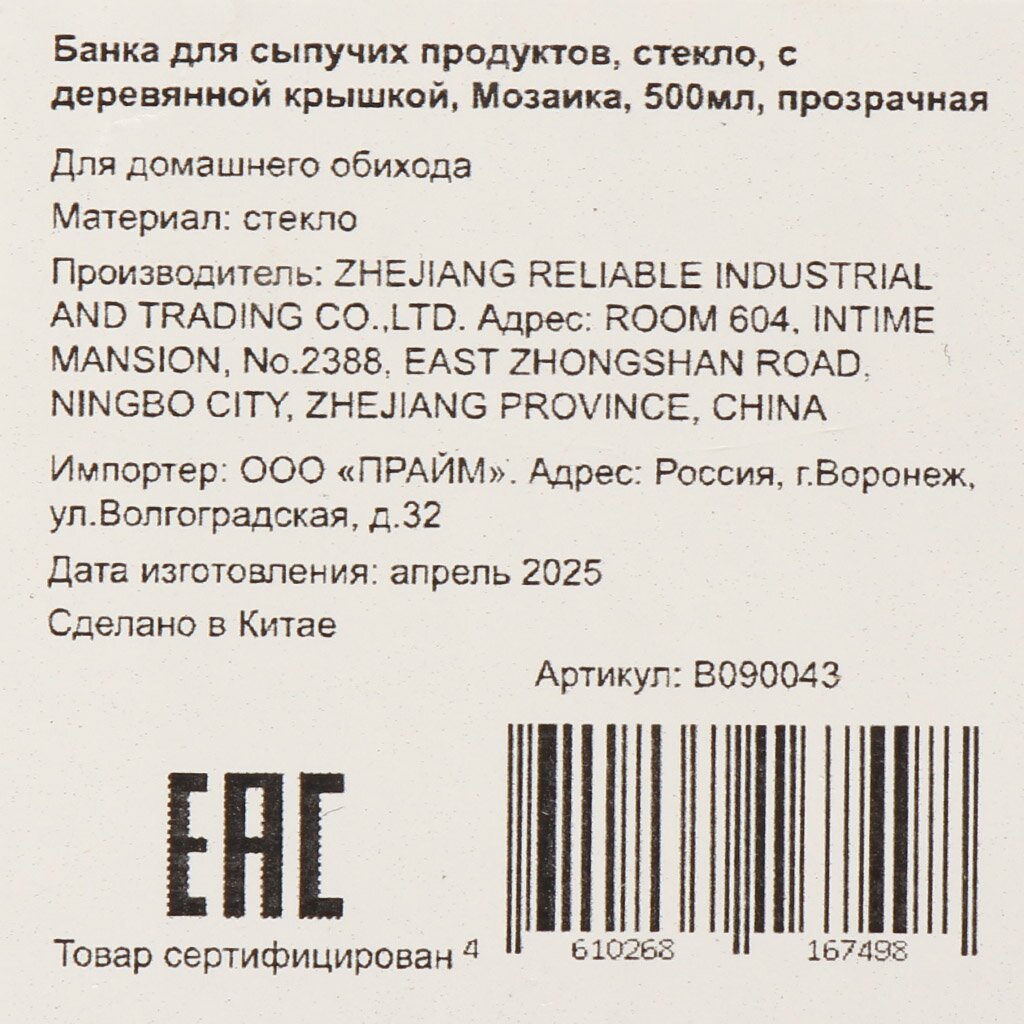 Банка для сыпучих продуктов, стекло, с
деревянной крышкой, Мозаика, 500мл, прозрачная
Для домашнего обихода
Материал: стекло
Производитель: ZHEJIANG RELIABLE INDUSTRIAL
AND TRADING CO.,LTD. Адрес: ROOM 604, INTIME
MANSION, No.2388, EAST ZHONGSHAN ROAD,
NINGBO CITY, ZHEJIANG PROVINCE, CHINA
Импортер: ООО «ПРАЙМ». Адрес: Россия, г.Воронеж,
ул.Волгоградская, д.32
Дата изготовления: апрель 2025
Сделано в Китае
Артикул: B090043
EAC
Товар сертифицирован
4 610268 167498